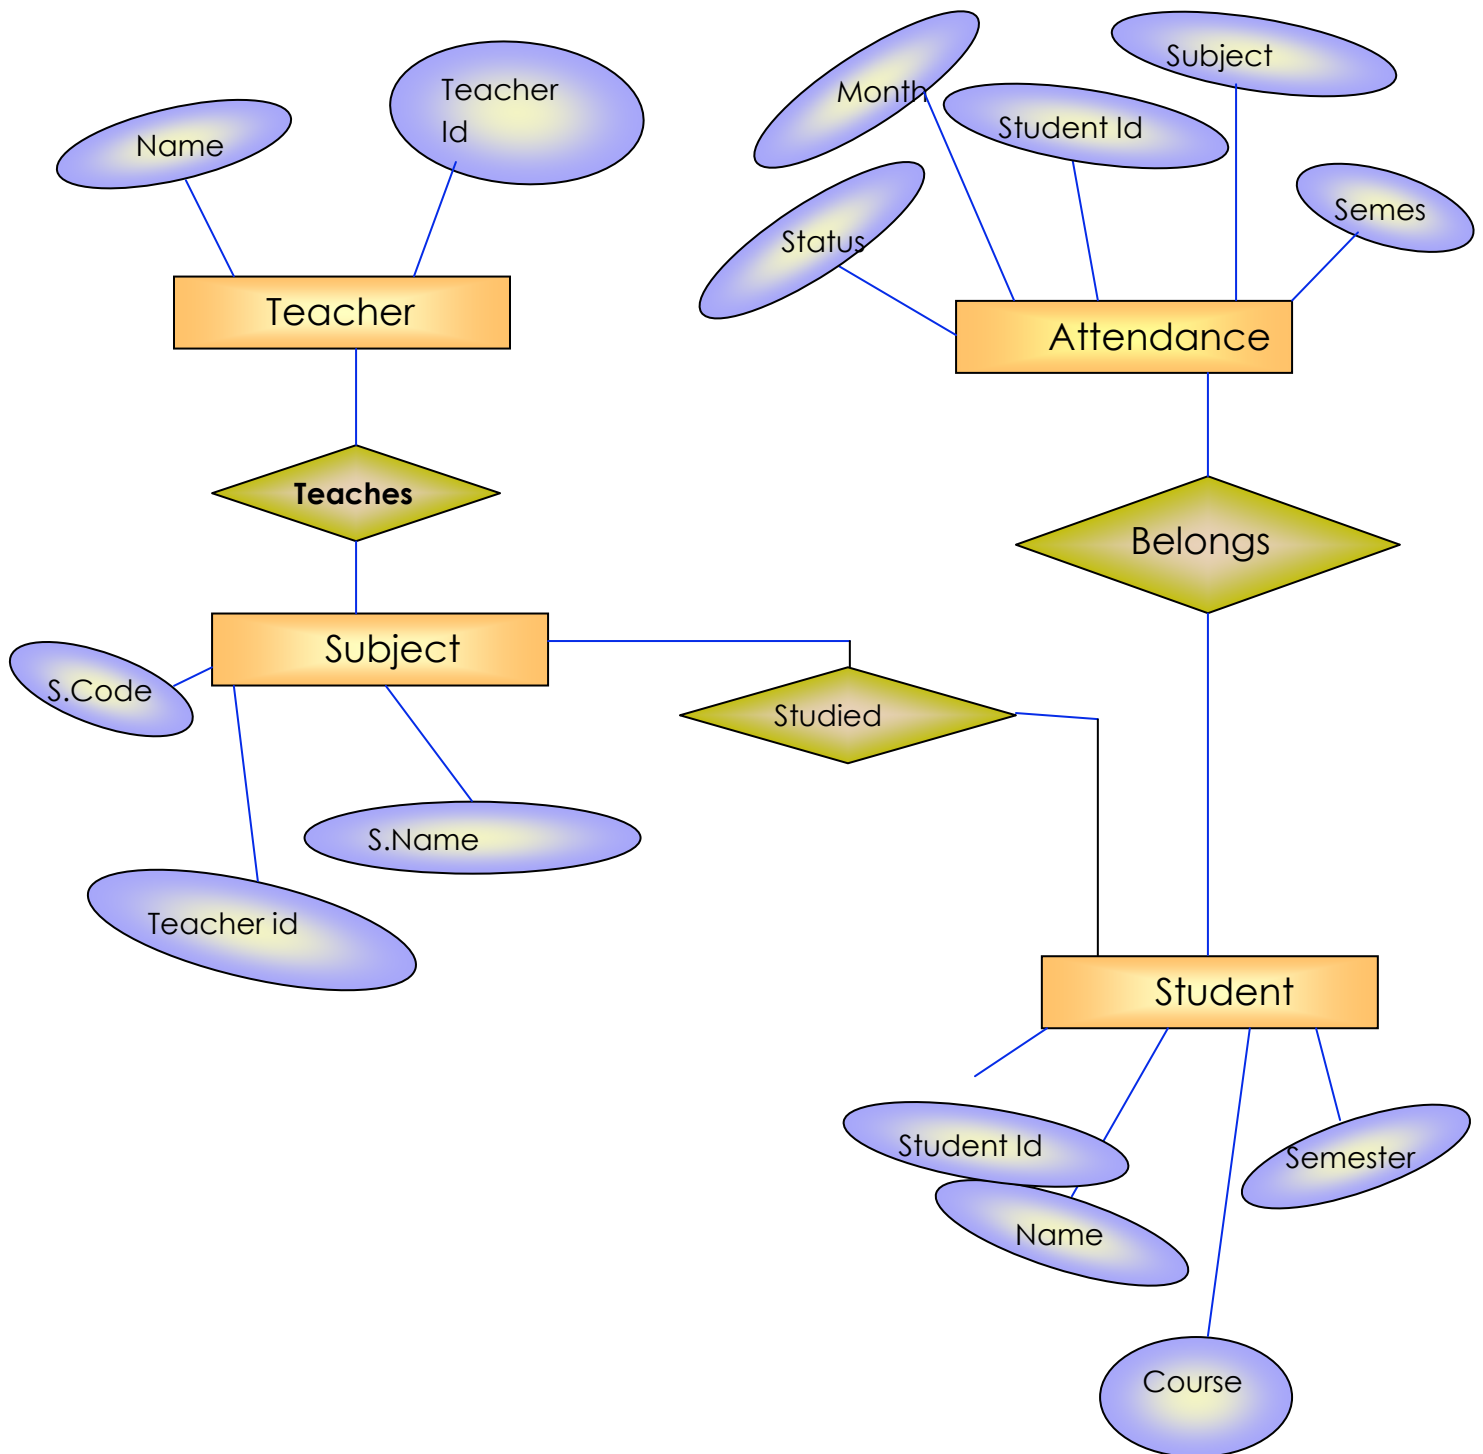 Teacher
Id
Name
Month
Subject
Student Id
Status
Semes
Teacher
Attendance
Teaches
Belongs
Subject
S.Code
Studied
S.Name
Teacher id
Student
Student Id
Semester
Name
Course